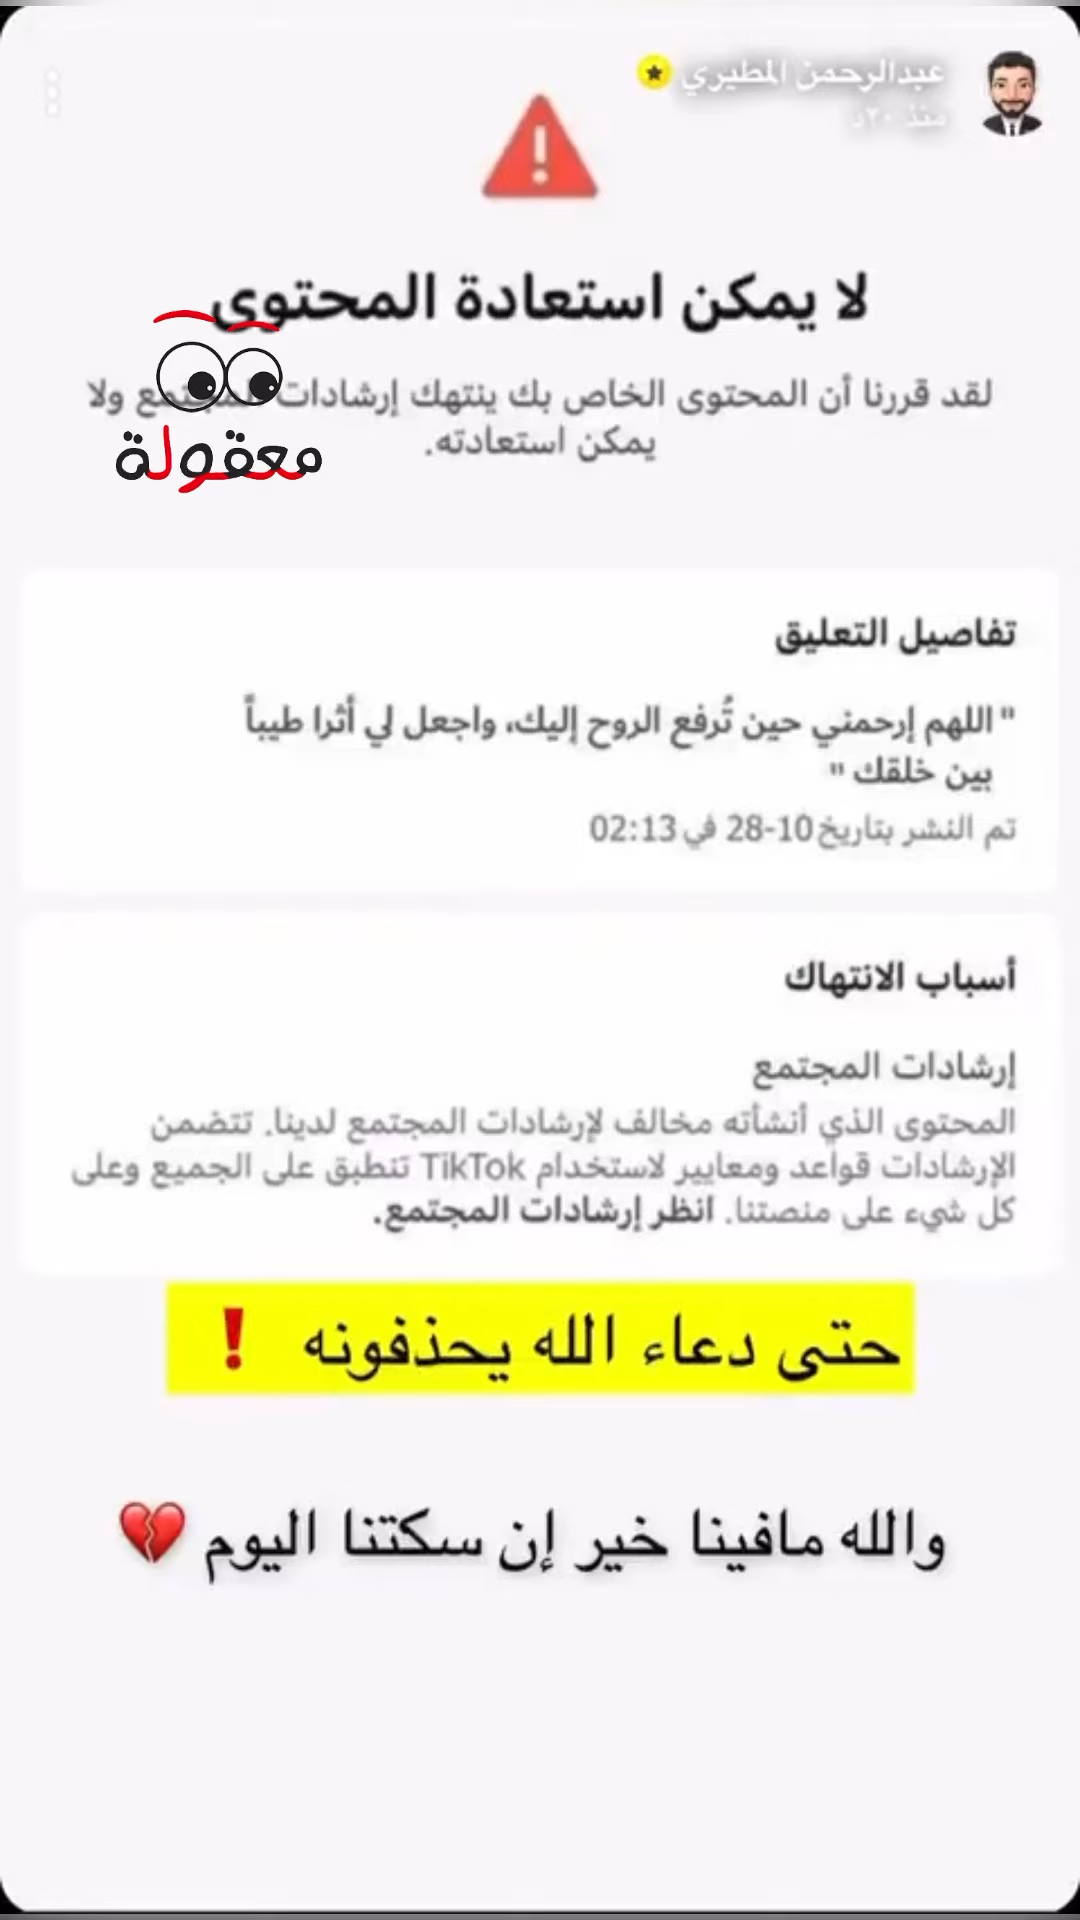 عبدالرحمن المطيري
منذ ٢٠د
لا يمكن استعادة المحتوى
لقد قررنا أن المحتوى الخاص بك ينتهك إرشادات المجتمع ولا
يمكن استعادته.
معقولة
تفاصيل التعليق
"اللهم إرحمني حين تُرفع الروح إليك، واجعل لي أثرا طيباً
بين خلقك "
تم النشر بتاريخ 10-28 في 02:13
أسباب الانتهاك
إرشادات المجتمع
المحتوى الذي أنشأته مخالف لإرشادات المجتمع لدينا. تتضمن
الإرشادات قواعد ومعايير لاستخدام TikTok تنطبق على الجميع وعلى
كل شيء على منصتنا. انظر إرشادات المجتمع.
حتى دعاء الله يحذفونه ❗
والله مافينا خير إن سكتنا اليوم 💔